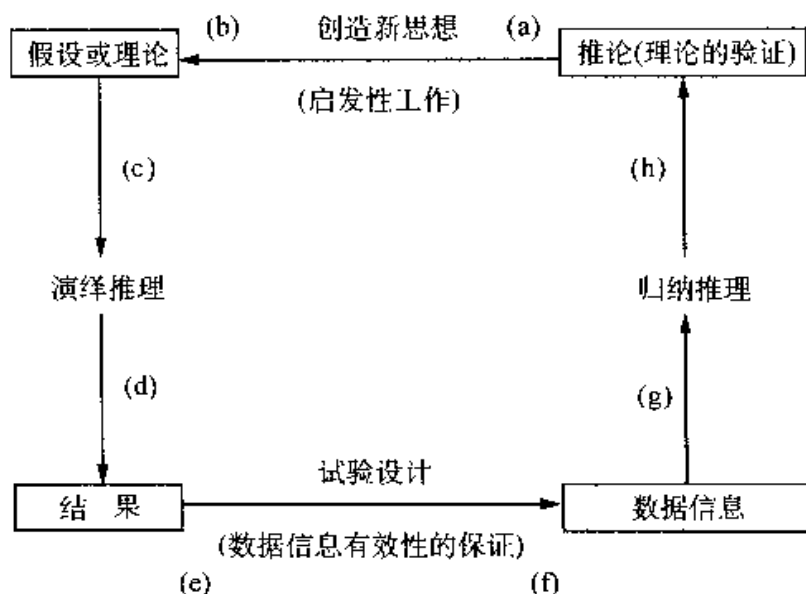 (b) 创造新思想 (a)
假设或理论
推论(理论的验证)
(启发性工作)
(c)
(h)
演绎推理
归纳推理
(d)
(g)
试验设计
结 果
数据信息
(数据信息有效性的保证)
(e)
(f)